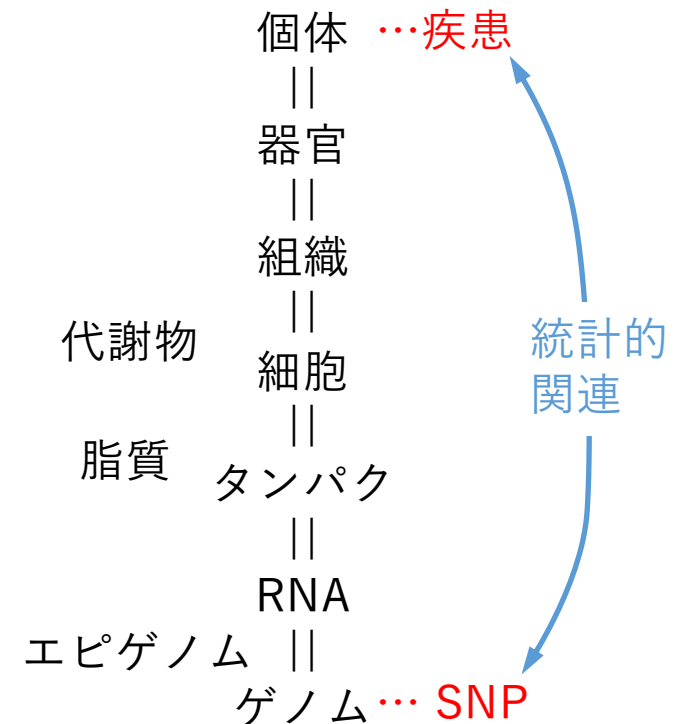 個体 …疾患
||
器官
||
組織
||
代謝物
細胞
統計的
関連
||
脂質
タンパク
||
RNA
エピゲノム ||
ゲノム… SNP